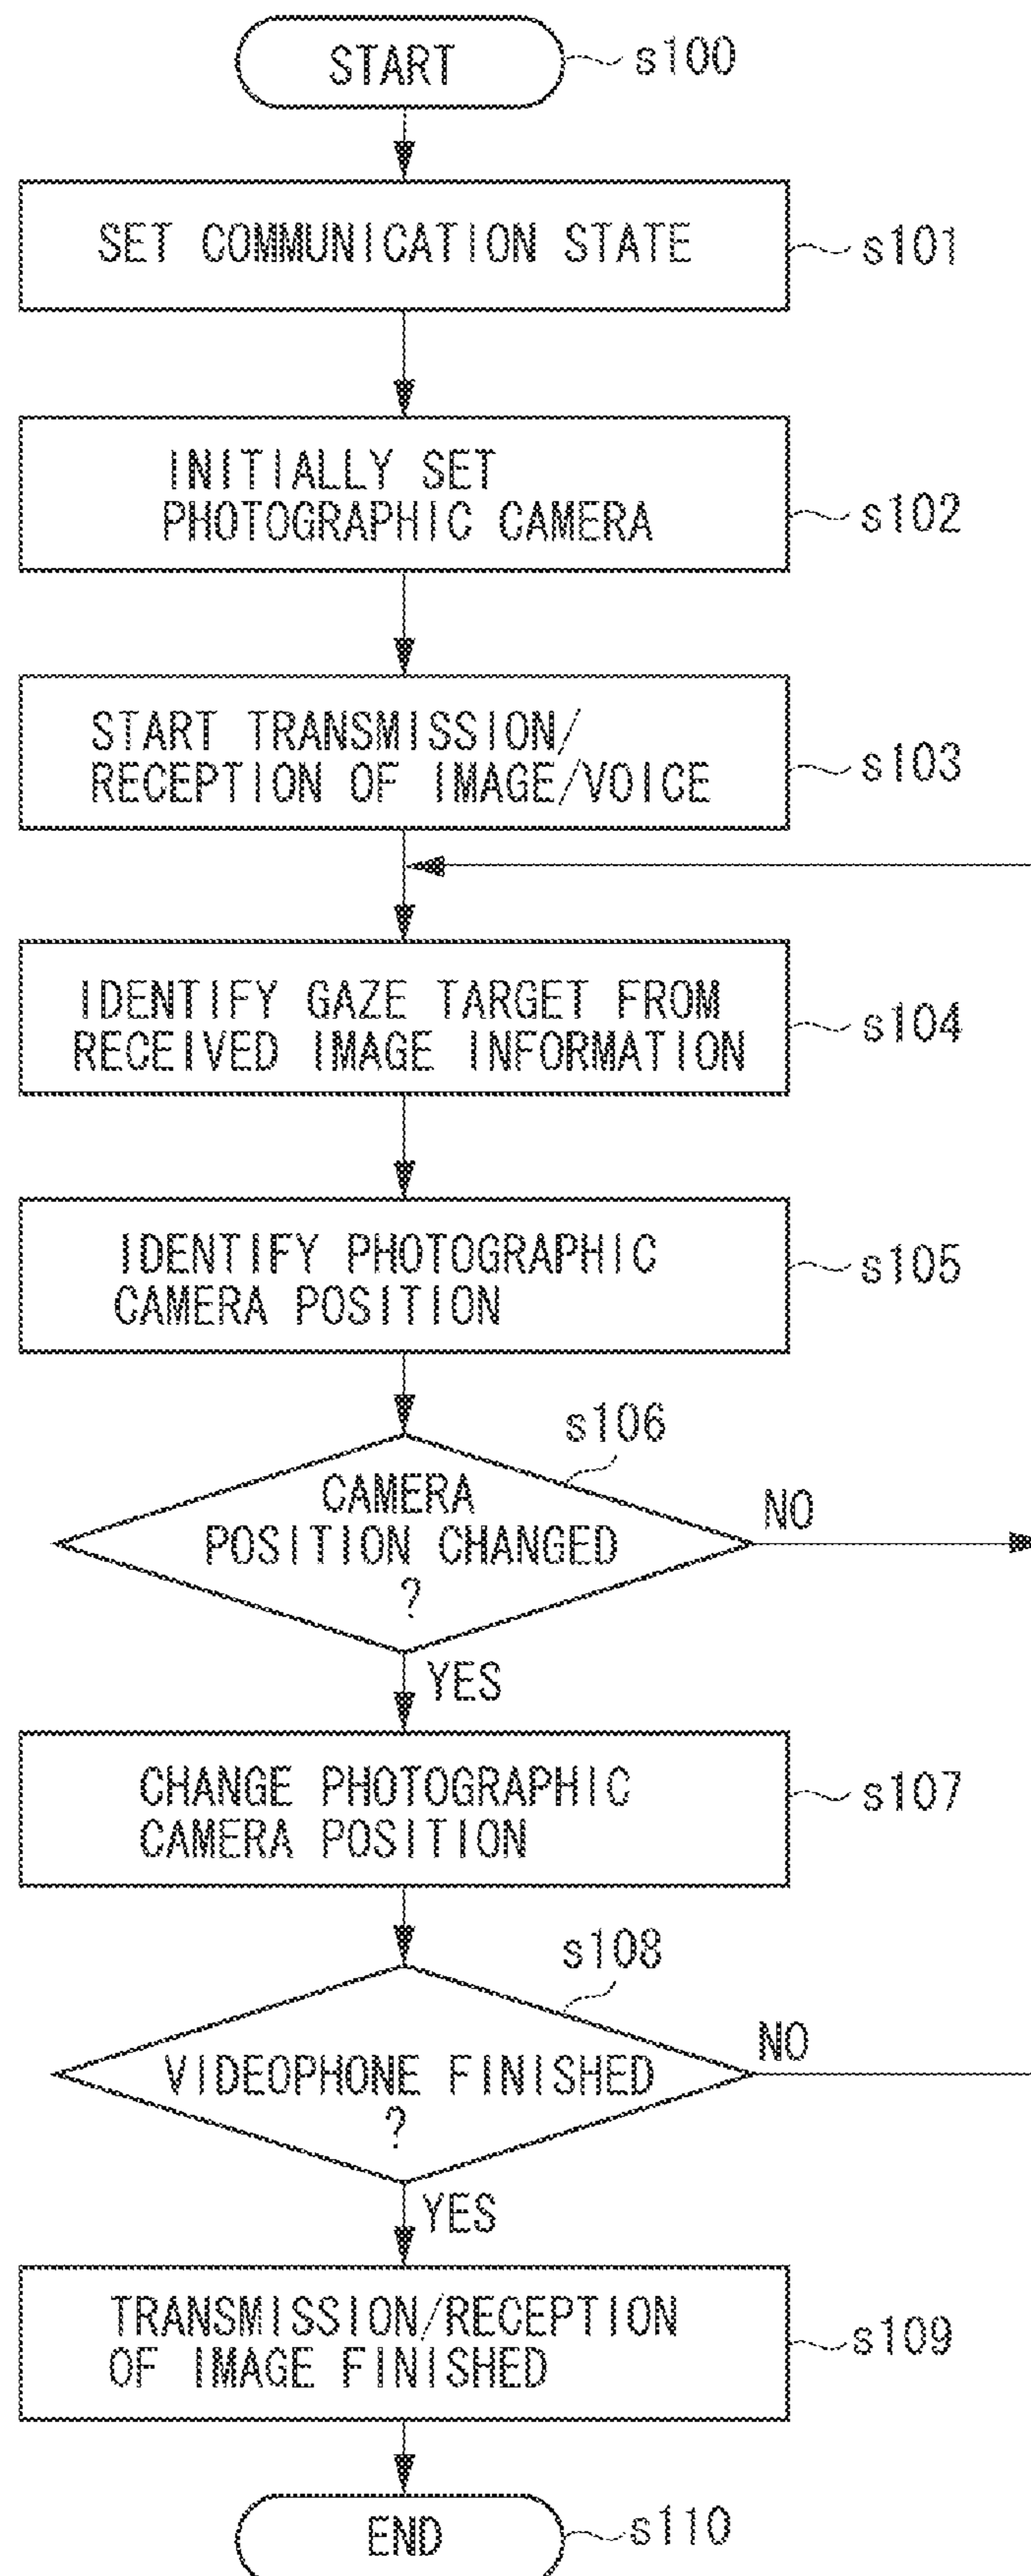 START
s100
SET COMMUNICATION STATE
s101
INITIALLY SET
PHOTOGRAPHIC CAMERA
s102
START TRANSMISSION/
RECEPTION OF IMAGE/VOICE
s103
IDENTIFY GAZE TARGET FROM
RECEIVED IMAGE INFORMATION
s104
IDENTIFY PHOTOGRAPHIC
CAMERA POSITION
s105
s106
CAMERA
POSITION CHANGED
?
NO
YES
CHANGE PHOTOGRAPHIC
CAMERA POSITION
s107
s108
VIDEOPHONE FINISHED
?
NO
YES
TRANSMISSION/RECEPTION
OF IMAGE FINISHED
s109
END
s110